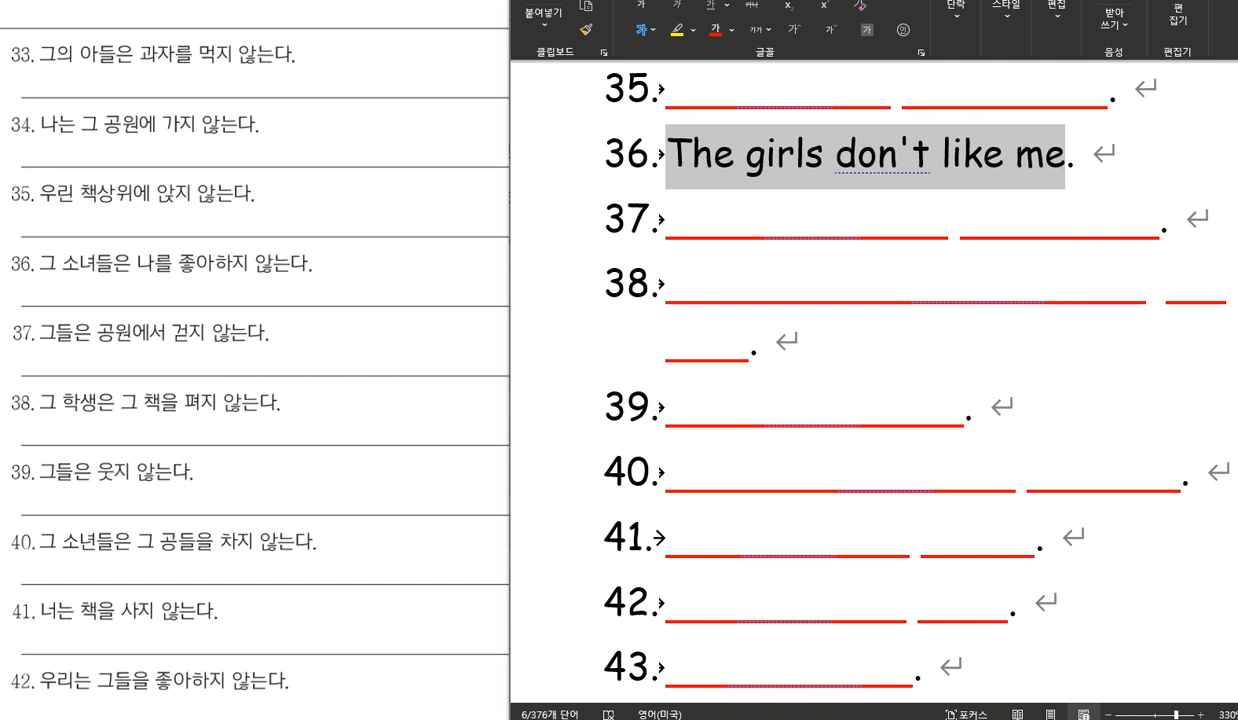 33. 그의 아들은 과자를 먹지 않는다.
34. 나는 그 공원에 가지 않는다.
35. 우린 책상위에 앉지 않는다.
36. 그 소녀들은 나를 좋아하지 않는다.
37. 그들은 공원에서 걷지 않는다.
38. 그 학생은 그 책을 펴지 않는다.
39. 그들은 웃지 않는다.
40. 그 소년들은 그 공들을 차지 않는다.
41. 너는 책을 사지 않는다.
42. 우리는 그들을 좋아하지 않는다.
붙여넣기
클립보드
가 가 가
글꼴
단락
스타일
편집
받아
쓰기
음성
편
집기
편집기
35. .
36. The girls don't like me.
37. .
38.
.
39. .
40. .
41. .
42. .
43. .
6/376개 단어
영어(미국)
포커스
330